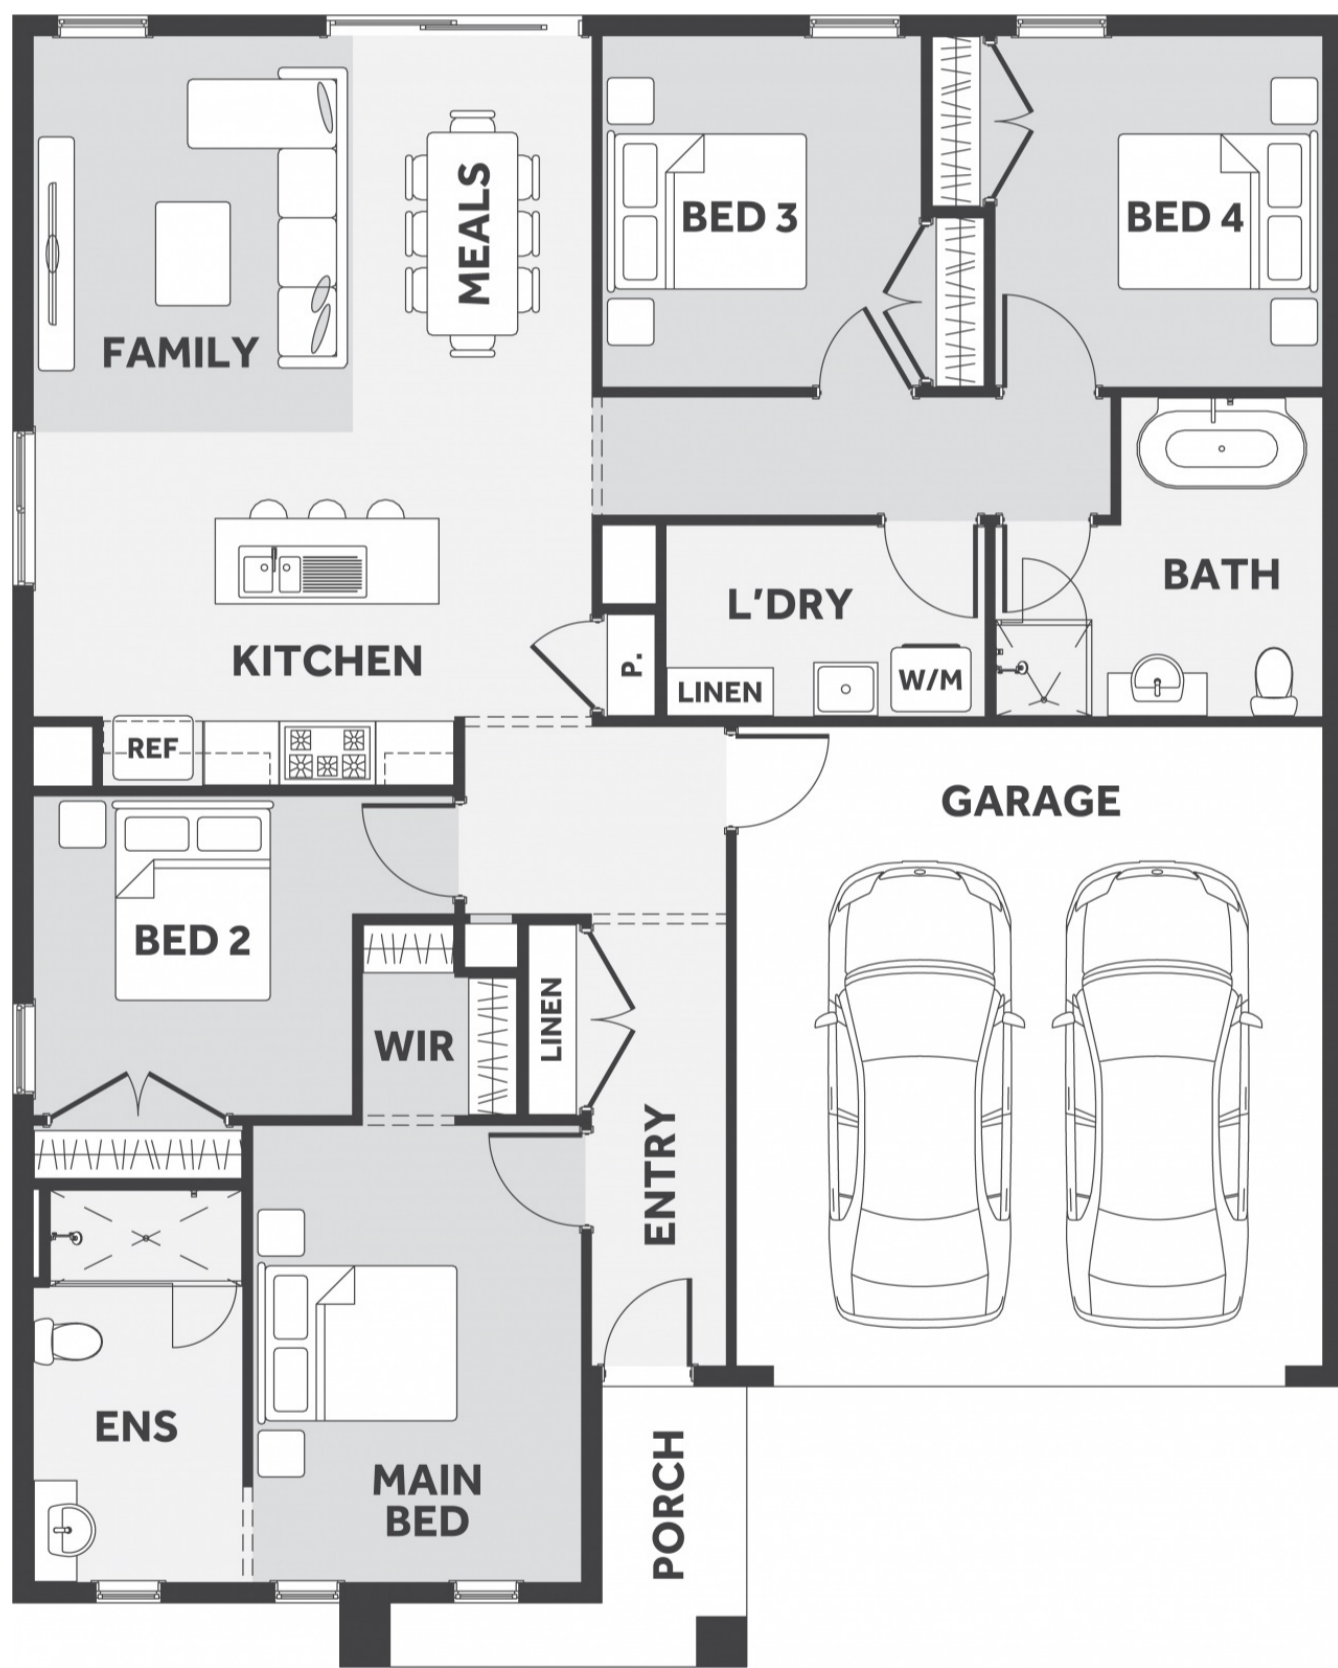 BED 3
BED 4
MEALS
FAMILY
BATH
L'DRY
KITCHEN
P.
LINEN
W/M
REF
GARAGE
BED 2
LINEN
WIR
ENTRY
ENS
MAIN
BED
PORCH